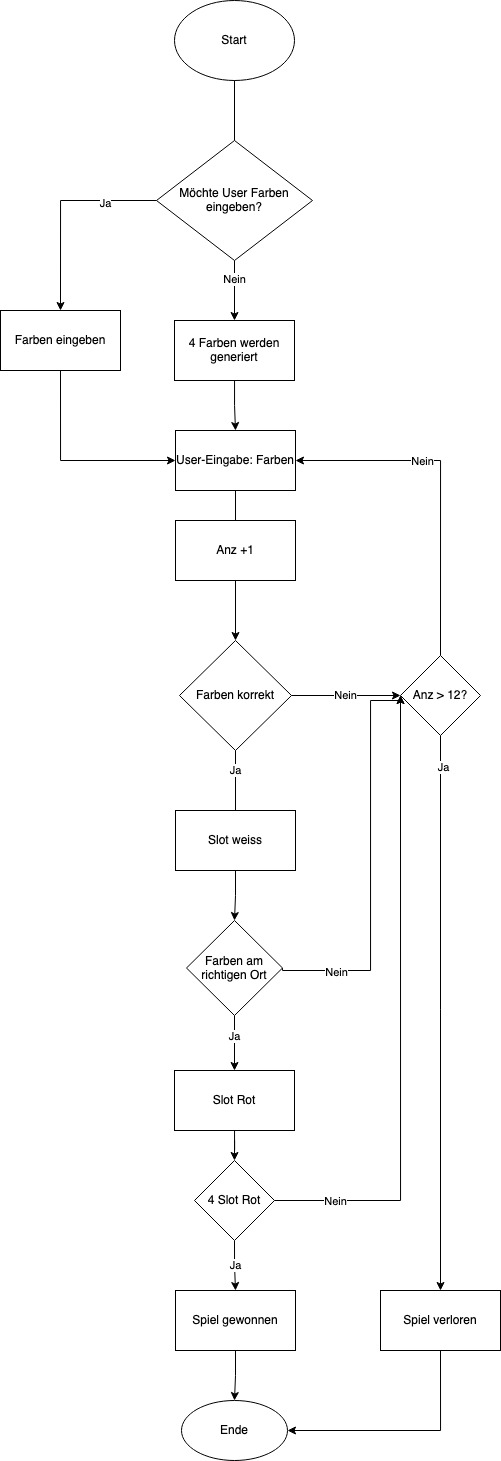 Start
Möchte User Farben
eingeben?
Ja
Nein
Farben eingeben
4 Farben werden
generiert
User-Eingabe: Farben
Nein
Anz +1
Farben korrekt
Nein
Anz > 12?
Ja
Ja
Slot weiss
Farben am
richtigen Ort
Nein
Ja
Slot Rot
4 Slot Rot
Nein
Ja
Spiel gewonnen
Spiel verloren
Ende